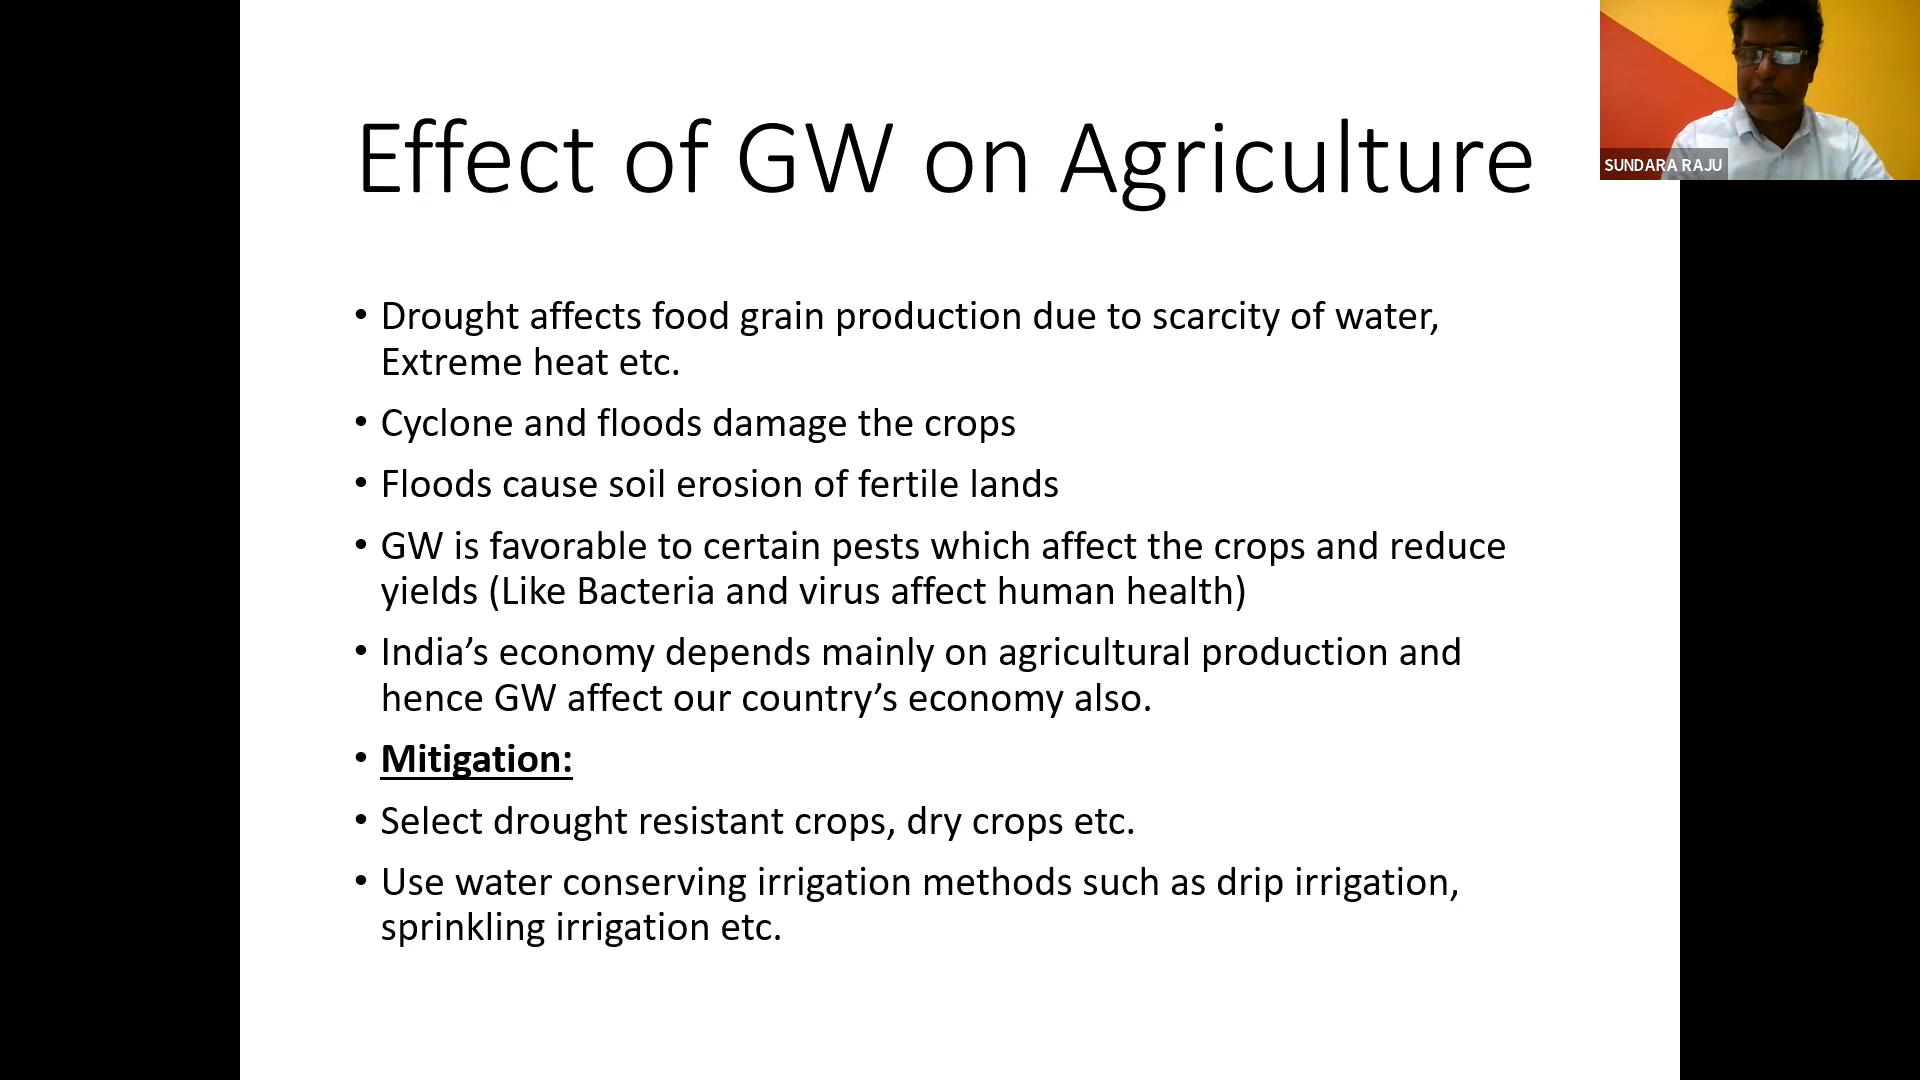 Effect of GW on Agriculture
SUNDARA RAJU
• Drought affects food grain production due to scarcity of water,
Extreme heat etc.
• Cyclone and floods damage the crops
• Floods cause soil erosion of fertile lands
• GW is favorable to certain pests which affect the crops and reduce
yields (Like Bacteria and virus affect human health)
• India’s economy depends mainly on agricultural production and
hence GW affect our country’s economy also.
• Mitigation:
• Select drought resistant crops, dry crops etc.
• Use water conserving irrigation methods such as drip irrigation,
sprinkling irrigation etc.